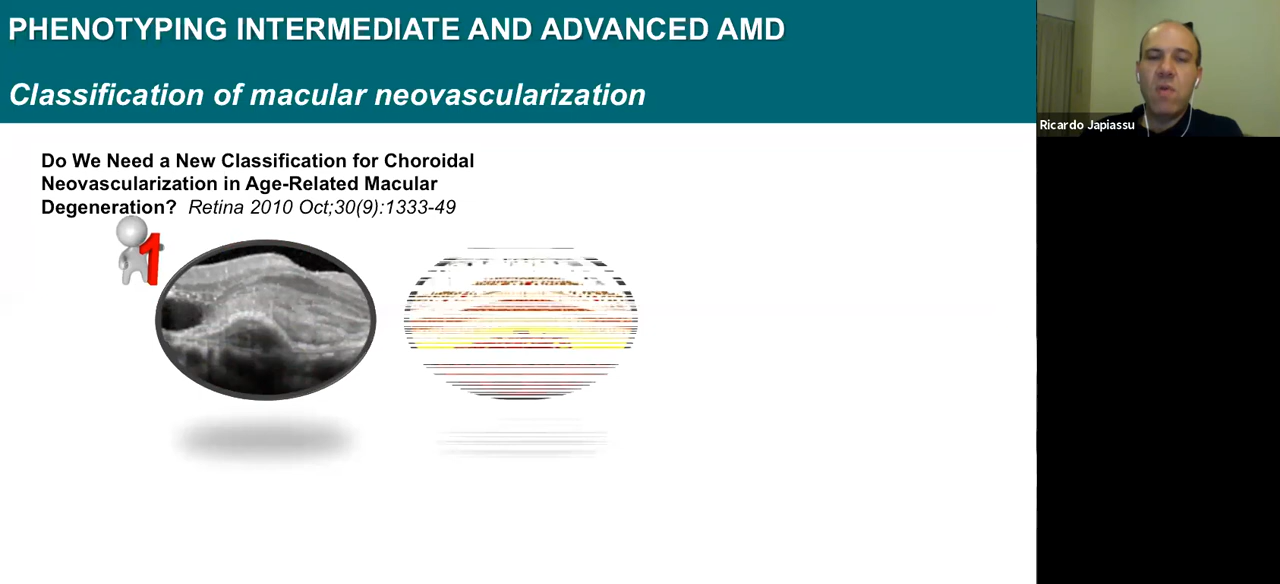 PHENOTYPING INTERMEDIATE AND ADVANCED AMD
Classification of macular neovascularization
Do We Need a New Classification for Choroidal
Neovascularization in Age-Related Macular
Degeneration? Retina 2010 Oct;30(9):1333-49
1
Ricardo Japiassu